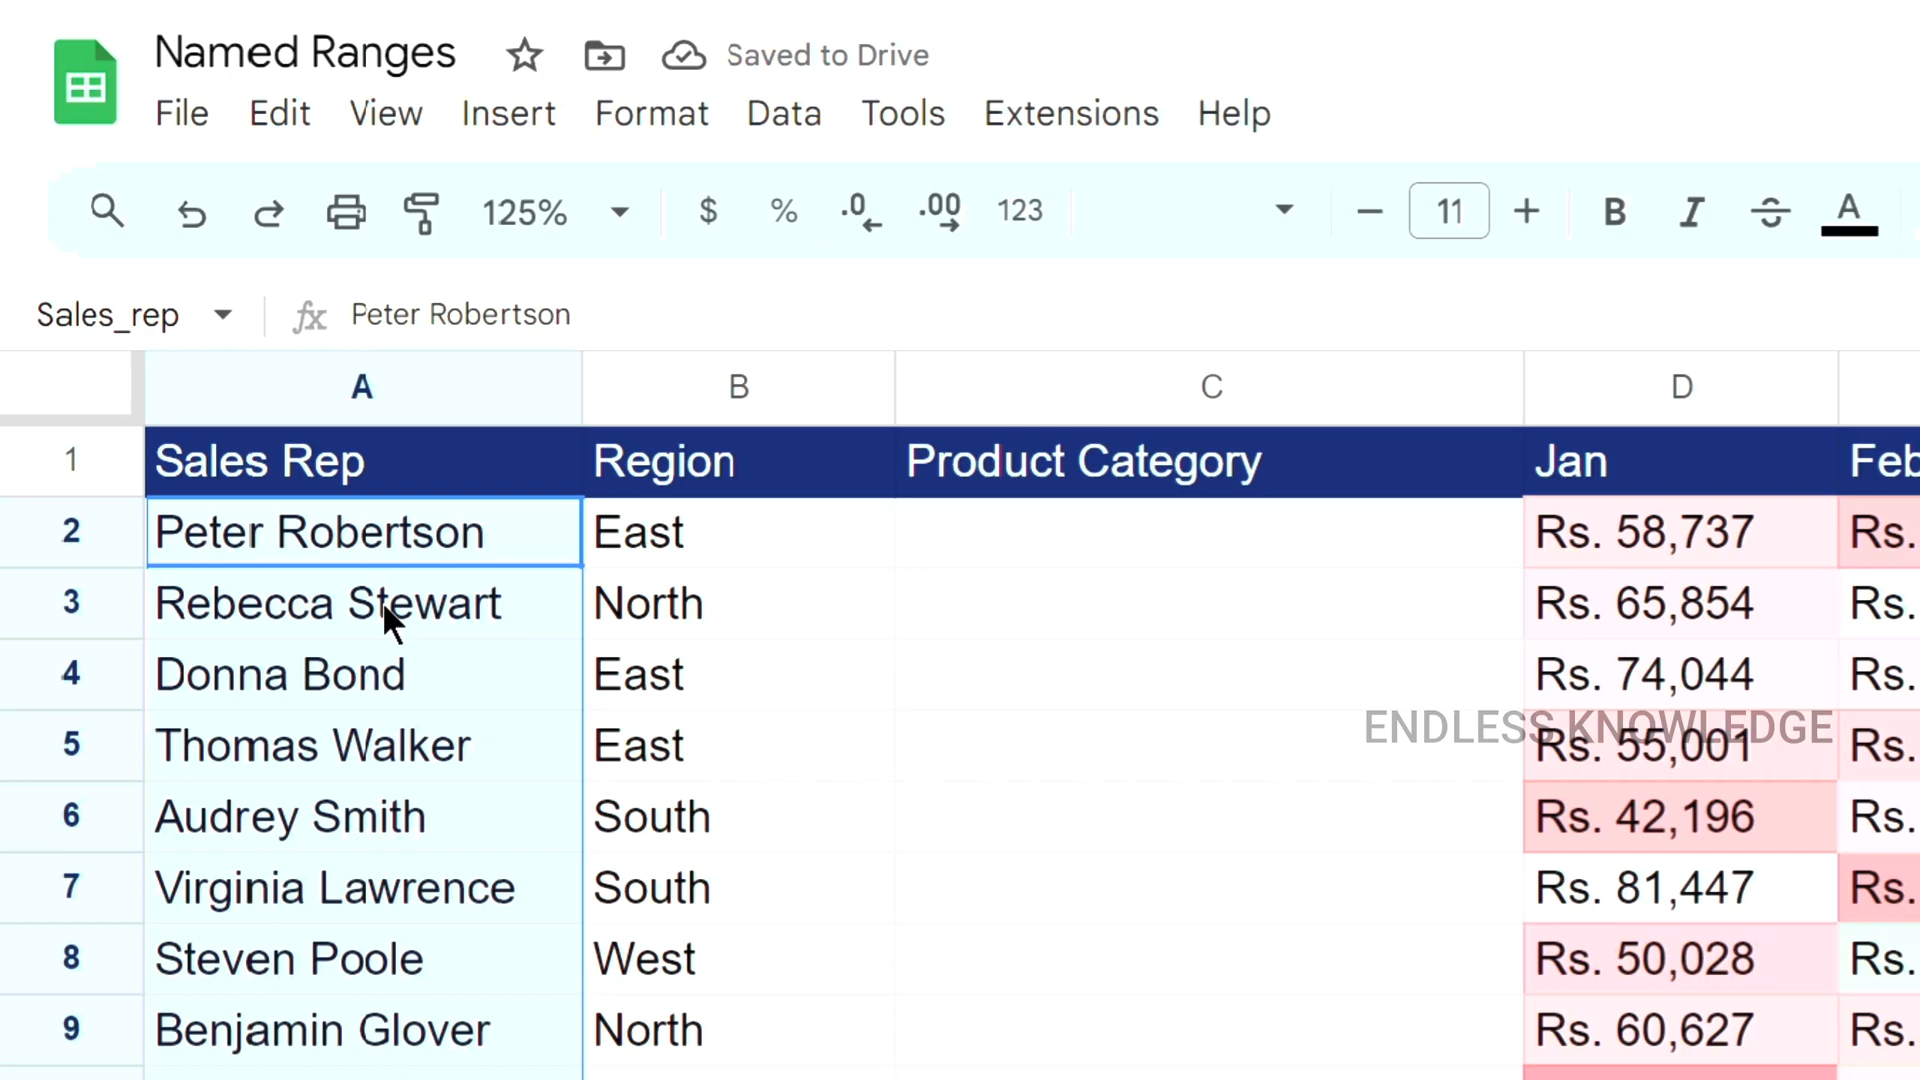 Named Ranges Saved to Drive
File Edit View Insert Format Data Tools Extensions Help
125% $ % .0 .00 123 11 B I S A
Sales_rep fx Peter Robertson
A B C D
1 Sales Rep Region Product Category Jan Feb
2 Peter Robertson East Rs. 58,737 Rs.
3 Rebecca Stewart North Rs. 65,854 Rs.
4 Donna Bond East Rs. 74,044 Rs.
ENDLESS KNOWLEDGE
5 Thomas Walker East Rs. 55,001 Rs.
6 Audrey Smith South Rs. 42,196 Rs.
7 Virginia Lawrence South Rs. 81,447 Rs.
8 Steven Poole West Rs. 50,028 Rs.
9 Benjamin Glover North Rs. 60,627 Rs.